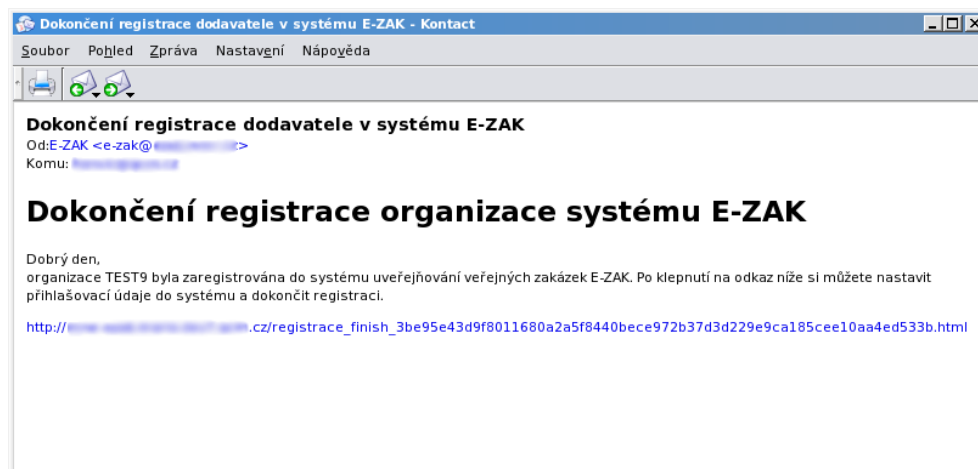 Dokončení registrace dodavatele v systému E-ZAK - Kontact
Soubor Pohled Zpráva Nastavení Nápověda
Dokončení registrace dodavatele v systému E-ZAK
Od:E-ZAK <e-zak@
Komu:
Dokončení registrace organizace systému E-ZAK
Dobrý den,
organizace TEST9 byla zaregistrována do systému uveřejňování veřejných zakázek E-ZAK. Po klepnutí na odkaz níže si můžete nastavit
přihlašovací údaje do systému a dokončit registraci.
http:// .cz/registrace_finish_3be95e43d9f8011680a2a5f8440bece972b37d3d229e9ca185cee10aa4ed533b.html